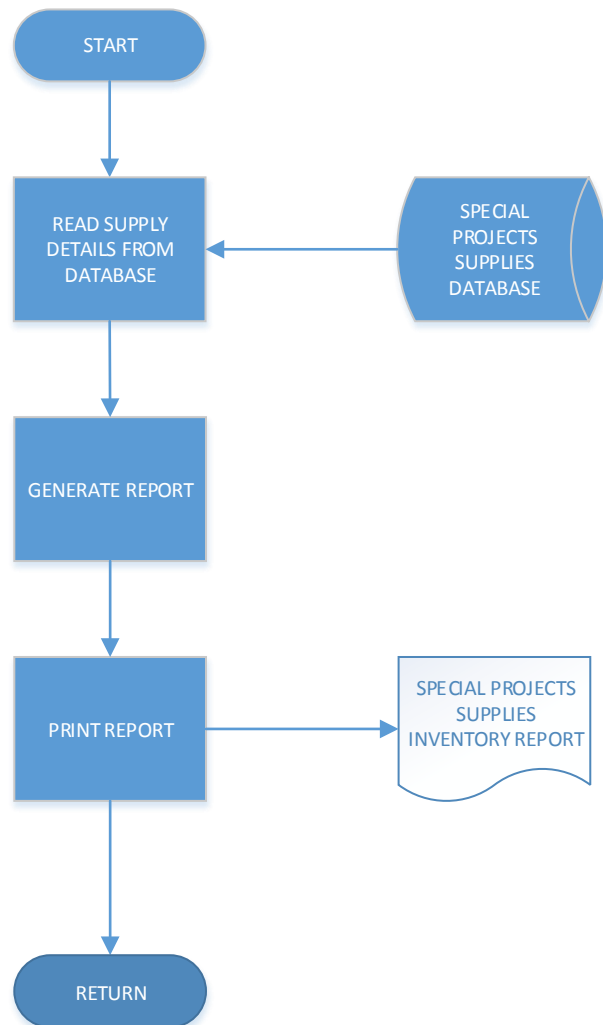 START
READ SUPPLY
DETAILS FROM
DATABASE
SPECIAL
PROJECTS
SUPPLIES
DATABASE
GENERATE REPORT
PRINT REPORT
SPECIAL PROJECTS
SUPPLIES
INVENTORY REPORT
RETURN